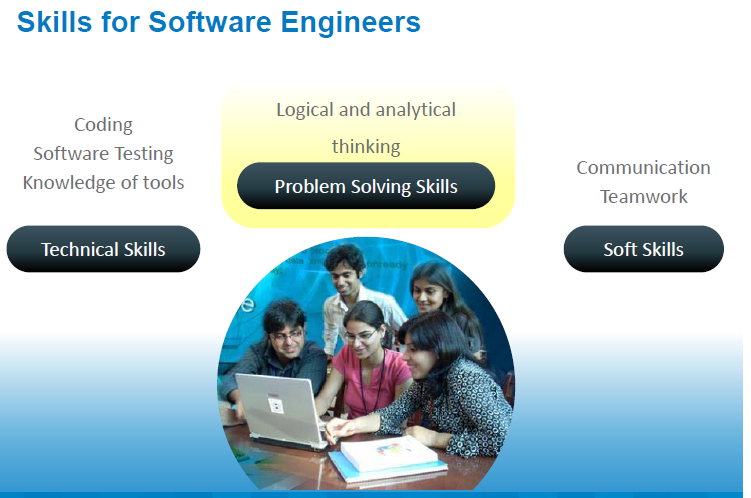 Skills for Software Engineers
Coding
Software Testing
Knowledge of tools
Technical Skills
Logical and analytical
thinking
Problem Solving Skills
Communication
Teamwork
Soft Skills